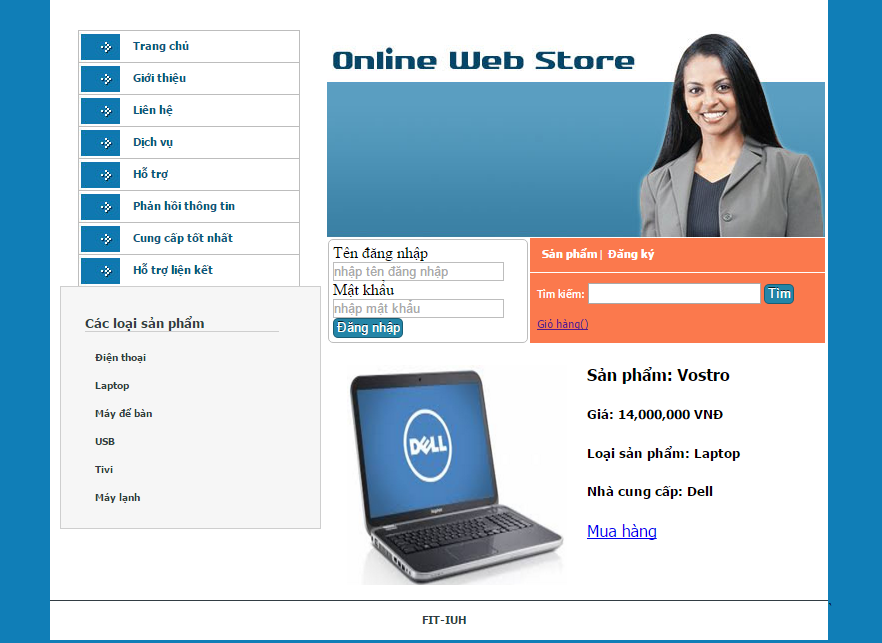 Trang chủ
Giới thiệu
Liên hệ
Dịch vụ
Hỗ trợ
Phản hồi thông tin
Cung cấp tốt nhất
Hỗ trợ liện kết
Các loại sản phẩm
Điện thoại
Laptop
Máy để bàn
USB
Tivi
Máy lạnh
Online Web Store
Tên đăng nhập
nhập tên đăng nhập
Mật khẩu
nhập mật khẩu
Đăng nhập
Sản phẩm| Đăng ký
Tìm kiếm: Tìm
Giỏ hàng()
DELL
Sản phẩm: Vostro
Giá: 14,000,000 VNĐ
Loại sản phẩm: Laptop
Nhà cung cấp: Dell
Mua hàng
FIT-IUH